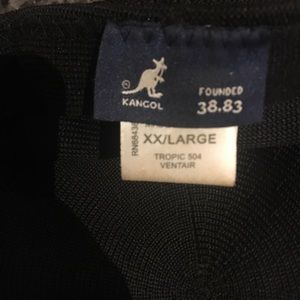 KANGOL
FOUNDED
38.83
XX/LARGE
TROPIC 504
VENTAIR